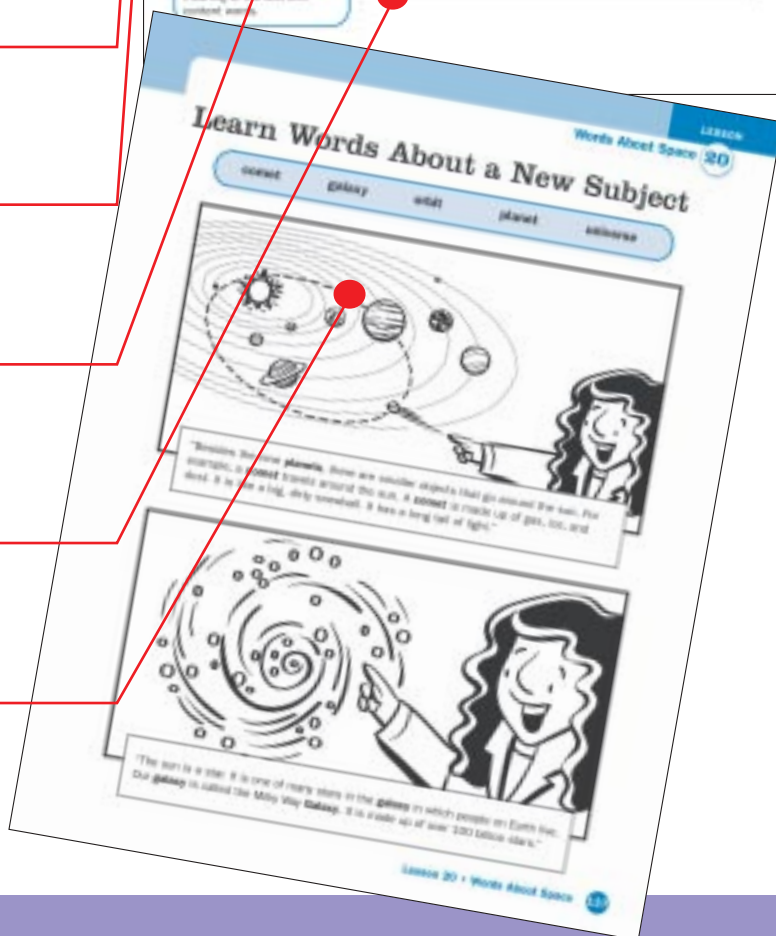 content words.
LESSON
Words About Space 20
Learn Words About a New Subject
comet galaxy orbit planet universe
"Besides the nine planets, there are smaller objects that go around the sun. For
example, a comet travels around the sun. A comet is made up of gas, ice, and
dust. It is like a big, dirty snowball. It has a long tail of light."
"The sun is a star. It is one of many stars in the galaxy in which people on Earth live.
Our galaxy is called the Milky Way Galaxy. It is made up of over 100 billion stars."
Lesson 20 • Words About Space